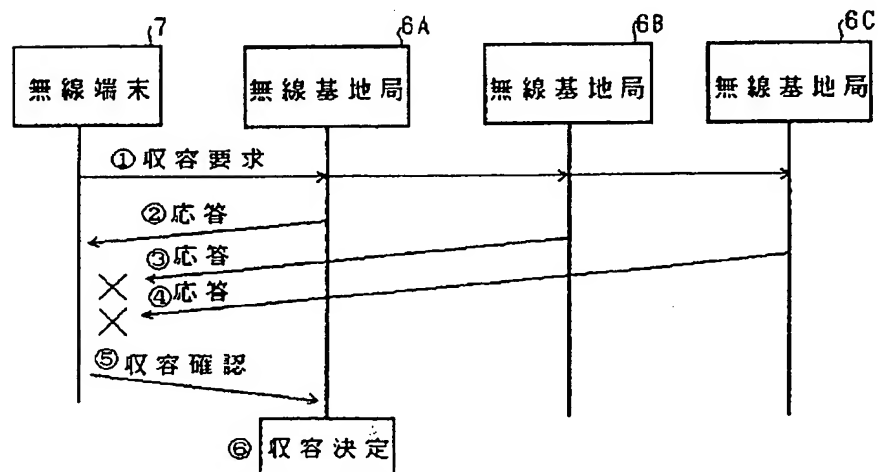 7
6A
6B
6C
無線端末
無線基地局
無線基地局
無線基地局
①収容要求
②応答
③応答
④応答
⑤収容確認
⑥収容決定